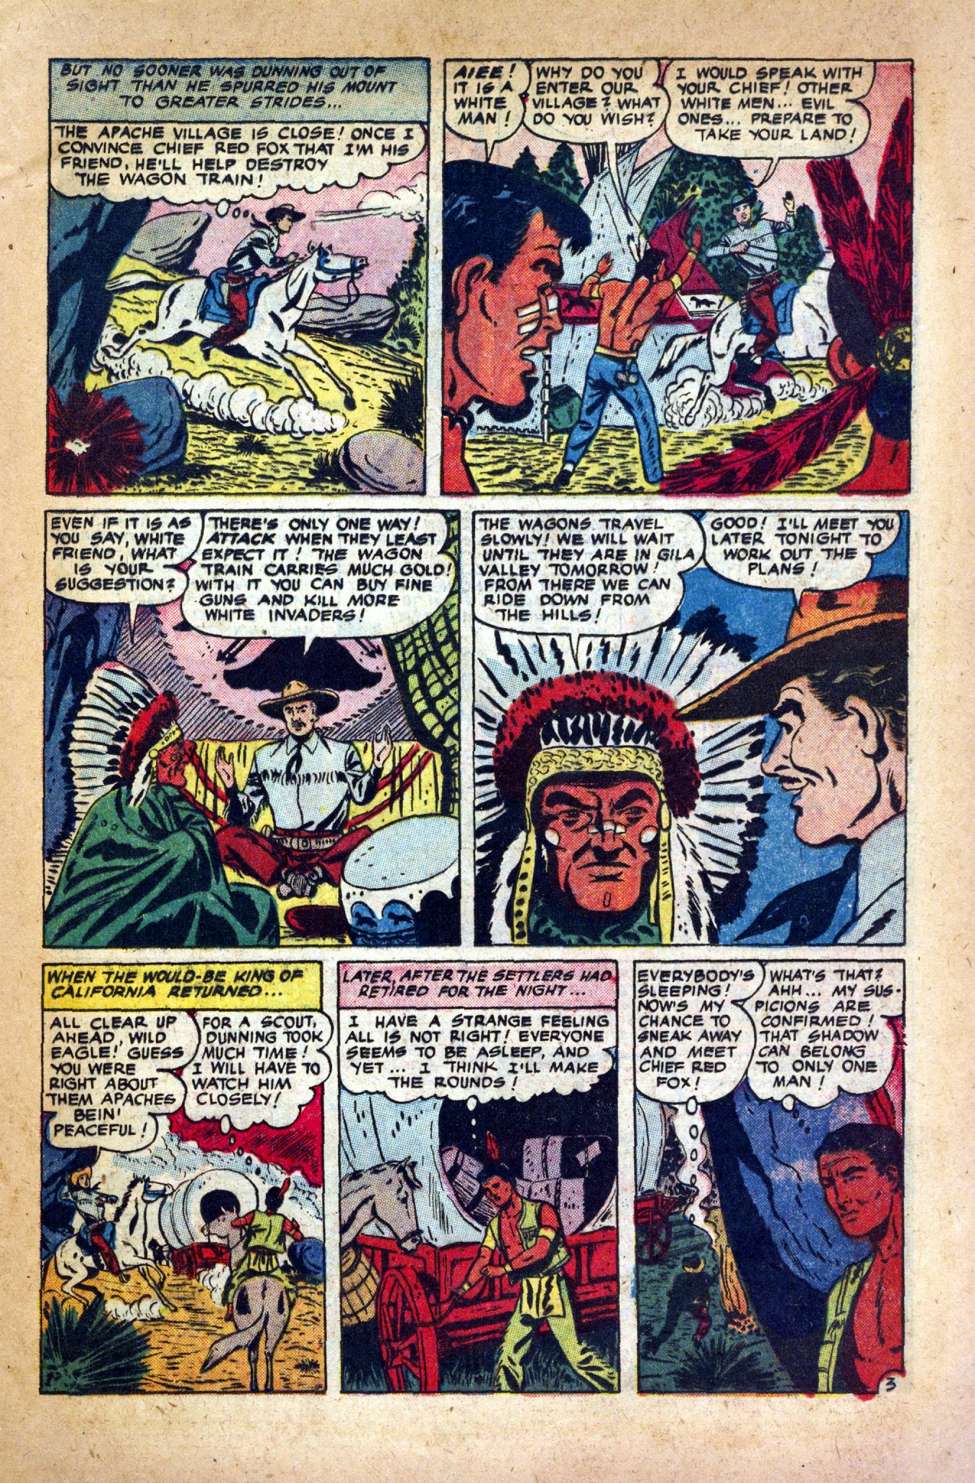 BUT NO SOONER WAS DUNNING OUT OF
SIGHT THAN HE SPURRED HIS MOUNT
TO GREATER STRIDES...
THE APACHE VILLAGE IS CLOSE! ONCE I
CONVINCE CHIEF RED FOX THAT I'M HIS
FRIEND, HE'LL HELP DESTROY
THE WAGON TRAIN!
AIEE!
IT IS A
WHITE
MAN!
WHY DO YOU
ENTER OUR
VILLAGE? WHAT
DO YOU WISH?
I WOULD SPEAK WITH
YOUR CHIEF! OTHER
WHITE MEN... EVIL
ONES... PREPARE TO
TAKE YOUR LAND!
EVEN IF IT IS AS
YOU SAY, WHITE
FRIEND, WHAT
IS YOUR
SUGGESTION?
THERE'S ONLY ONE WAY!
ATTACK WHEN THEY LEAST
EXPECT IT! THE WAGON
TRAIN CARRIES MUCH GOLD!
WITH IT YOU CAN BUY FINE
GUNS AND KILL MORE
WHITE INVADERS!
THE WAGONS TRAVEL
SLOWLY! WE WILL WAIT
UNTIL THEY ARE IN GILA
VALLEY TOMORROW!
FROM THERE WE CAN
RIDE DOWN FROM
THE HILLS!
GOOD! I'LL MEET YOU
LATER TONIGHT TO
WORK OUT THE
PLANS!
WHEN THE WOULD-BE KING OF
CALIFORNIA RETURNED...
ALL CLEAR UP
AHEAD, WILD
EAGLE! GUESS
YOU WERE
RIGHT ABOUT
THEM APACHES
BEIN'
PEACEFUL!
FOR A SCOUT,
DUNNING TOOK
MUCH TIME!
I WILL HAVE TO
WATCH HIM
CLOSELY!
LATER, AFTER THE SETTLERS HAD
RETIRED FOR THE NIGHT...
I HAVE A STRANGE FEELING
ALL IS NOT RIGHT! EVERYONE
SEEMS TO BE ASLEEP, AND
YET... I THINK I'LL MAKE
THE ROUNDS!
EVERYBODY'S
SLEEPING!
NOW'S MY
CHANCE TO
SNEAK AWAY
AND MEET
CHIEF RED
FOX!
WHAT'S THAT?
AHH... MY SUS-
PICIONS ARE
CONFIRMED!
THAT SHADOW
CAN BELONG
TO ONLY ONE
MAN!
3